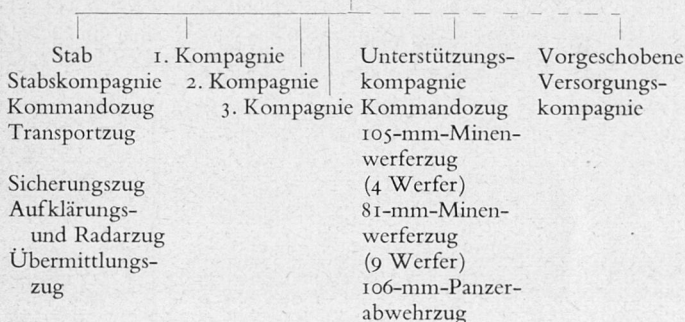 Stab
Stabskompagnie
Kommandozug
Transportzug
Sicherungszug
Aufklärungs-
und Radarzug
Übermittlungs-
zug
1. Kompagnie
2. Kompagnie
3. Kompagnie
Unterstützungs-
kompagnie
Kommandozug
105-mm-Minen-
werferzug
(4 Werfer)
81-mm-Minen-
werferzug
(9 Werfer)
106-mm-Panzer-
abwehrzug
Vorgeschobene
Versorgungs-
kompagnie